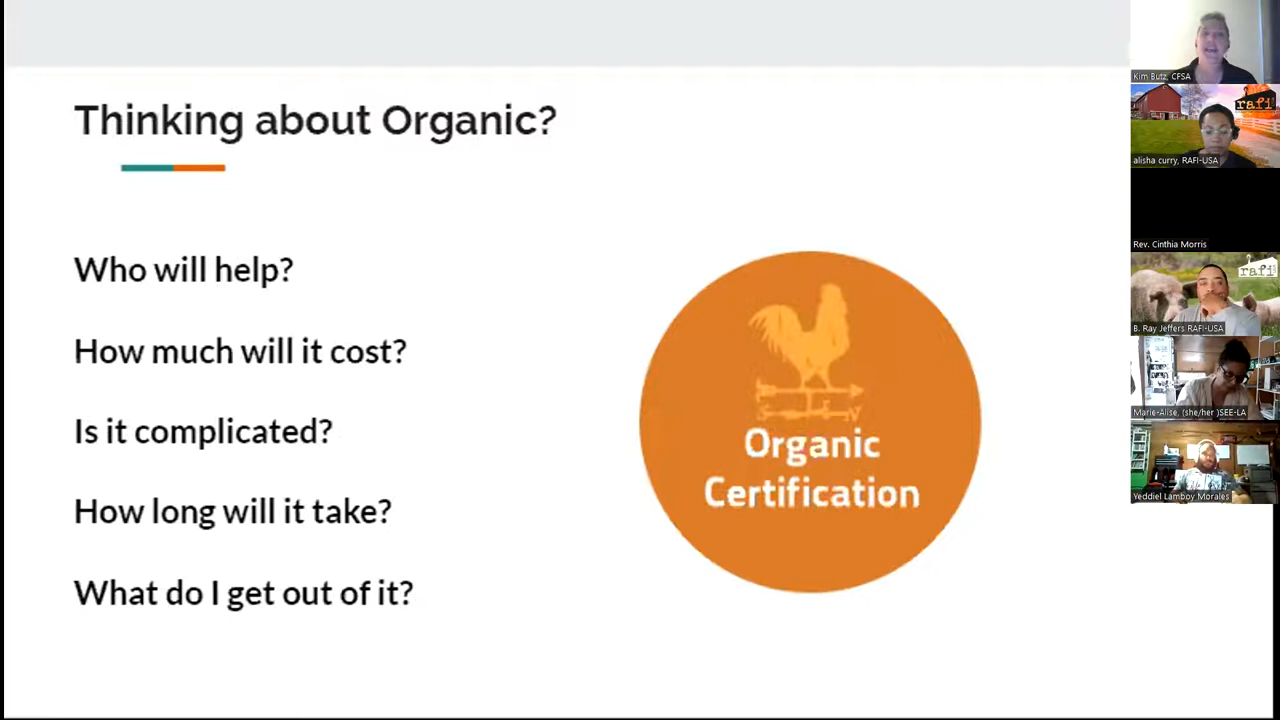 Thinking about Organic?
Who will help?
How much will it cost?
Is it complicated?
How long will it take?
What do I get out of it?
Organic
Certification
Kim Butz, CFSA
rafi
alisha curry, RAFI-USA
Rev. Cinthia Morris
rafi
B. Ray Jeffers RAFI-USA
Marie-Alise, (she/her )SEE-LA
Yeddiel Lamboy Morales